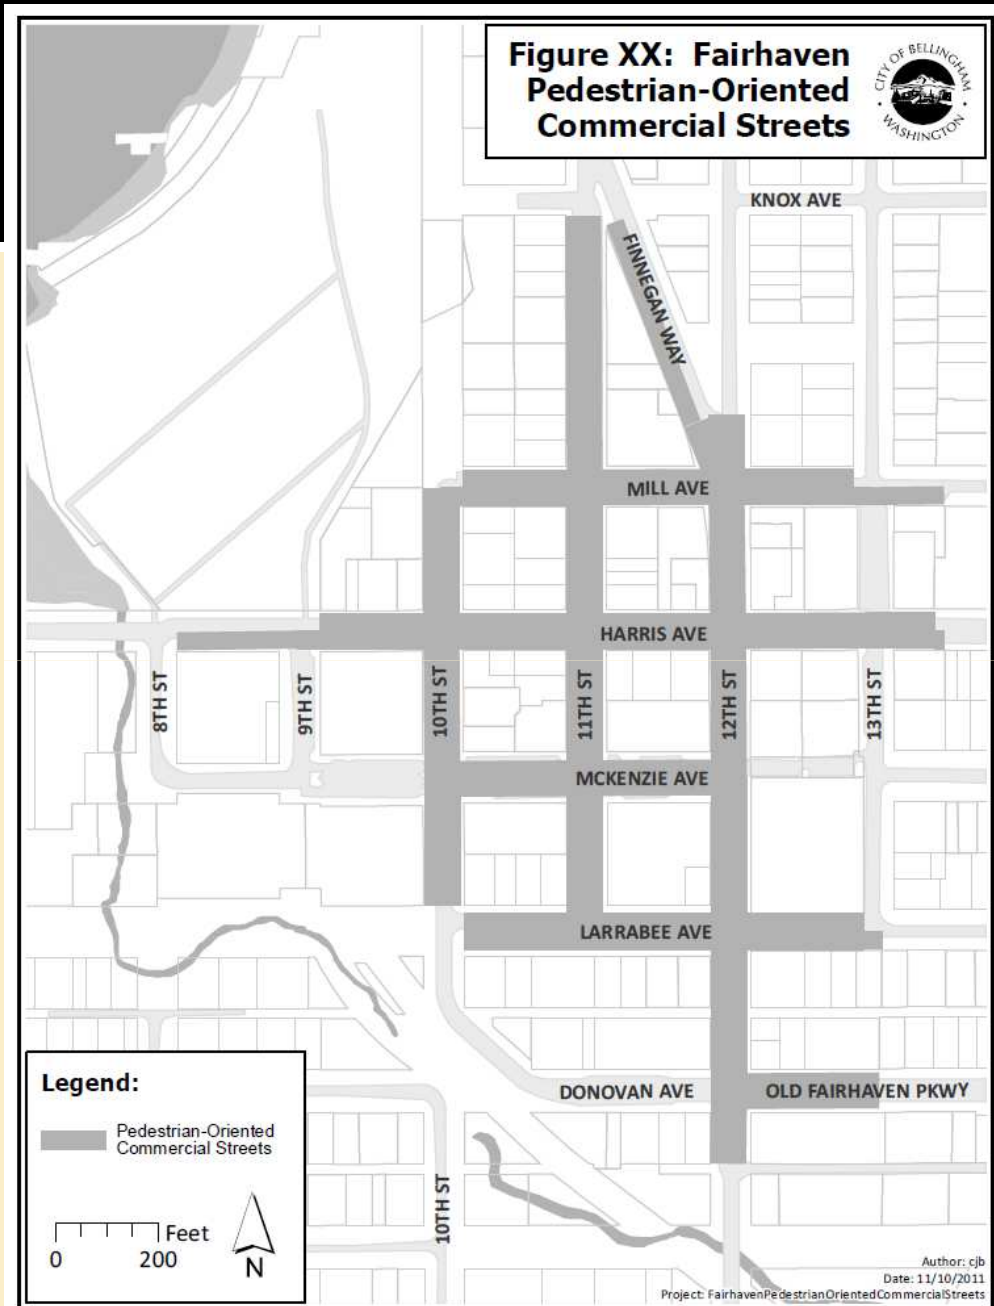 Figure XX: Fairhaven
Pedestrian-Oriented
Commercial Streets
CITY OF BELLINGHAM
WASHINGTON
KNOX AVE
FINNEGAN WAY
MILL AVE
HARRIS AVE
8TH ST
9TH ST
10TH ST
11TH ST
12TH ST
13TH ST
MCKENZIE AVE
LARRABEE AVE
DONOVAN AVE
OLD FAIRHAVEN PKWY
10TH ST
Legend:
Pedestrian-Oriented
Commercial Streets
Feet
0 200
N
Author: cjb
Date: 11/10/2011
Project: FairhavenPedestrianOrientedCommercialStreets